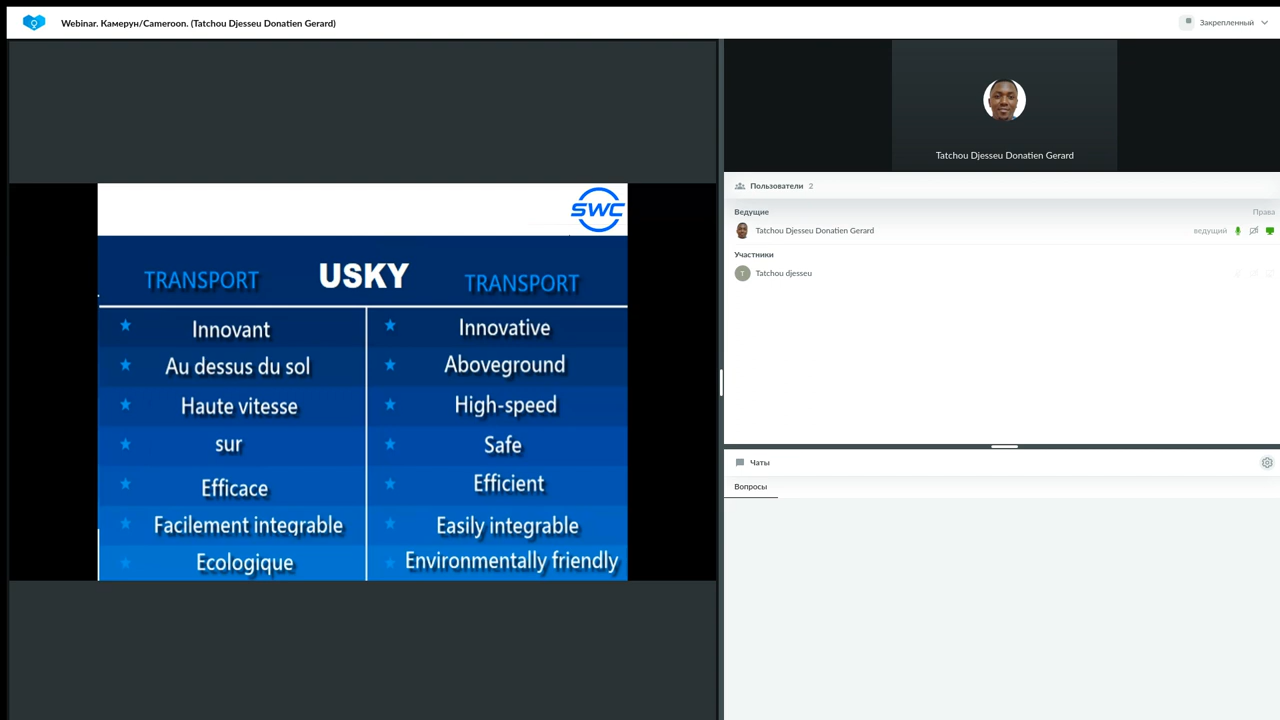 Webinar. Камерун/Cameroon. (Tatchou Djesseu Donatien Gerard)
Закрепленный
SWC
TRANSPORT USKY TRANSPORT
Innovant Innovative
Au dessus du sol Aboveground
Haute vitesse High-speed
sur Safe
Efficace Efficient
Facilement integrable Easily integrable
Ecologique Environmentally friendly
Tatchou Djesseu Donatien Gerard
Пользователи 2
Ведущие Права
Tatchou Djesseu Donatien Gerard ведущий
Участники
T Tatchou djesseu
Чаты
Вопросы